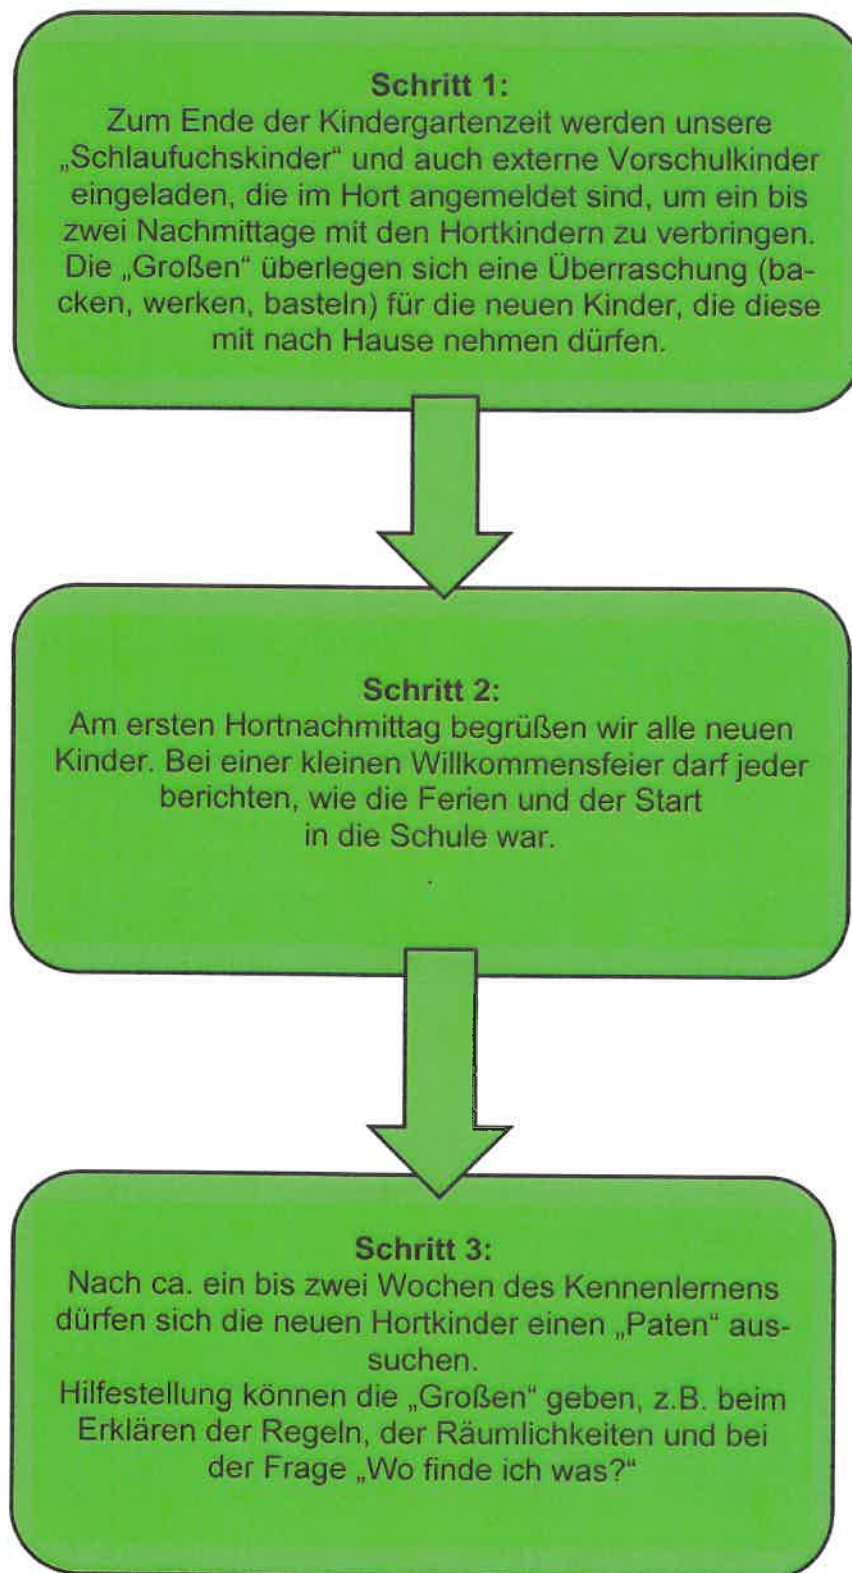 Schritt 1:
Zum Ende der Kindergartenzeit werden unsere
„Schlaufuchskinder“ und auch externe Vorschulkinder
eingeladen, die im Hort angemeldet sind, um ein bis
zwei Nachmittage mit den Hortkindern zu verbringen.
Die „Großen“ überlegen sich eine Überraschung (ba-
cken, werken, basteln) für die neuen Kinder, die diese
mit nach Hause nehmen dürfen.
Schritt 2:
Am ersten Hortnachmittag begrüßen wir alle neuen
Kinder. Bei einer kleinen Willkommensfeier darf jeder
berichten, wie die Ferien und der Start
in die Schule war.
Schritt 3:
Nach ca. ein bis zwei Wochen des Kennenlernens
dürfen sich die neuen Hortkinder einen „Paten“ aus-
suchen.
Hilfestellung können die „Großen“ geben, z.B. beim
Erklären der Regeln, der Räumlichkeiten und bei
der Frage „Wo finde ich was?“